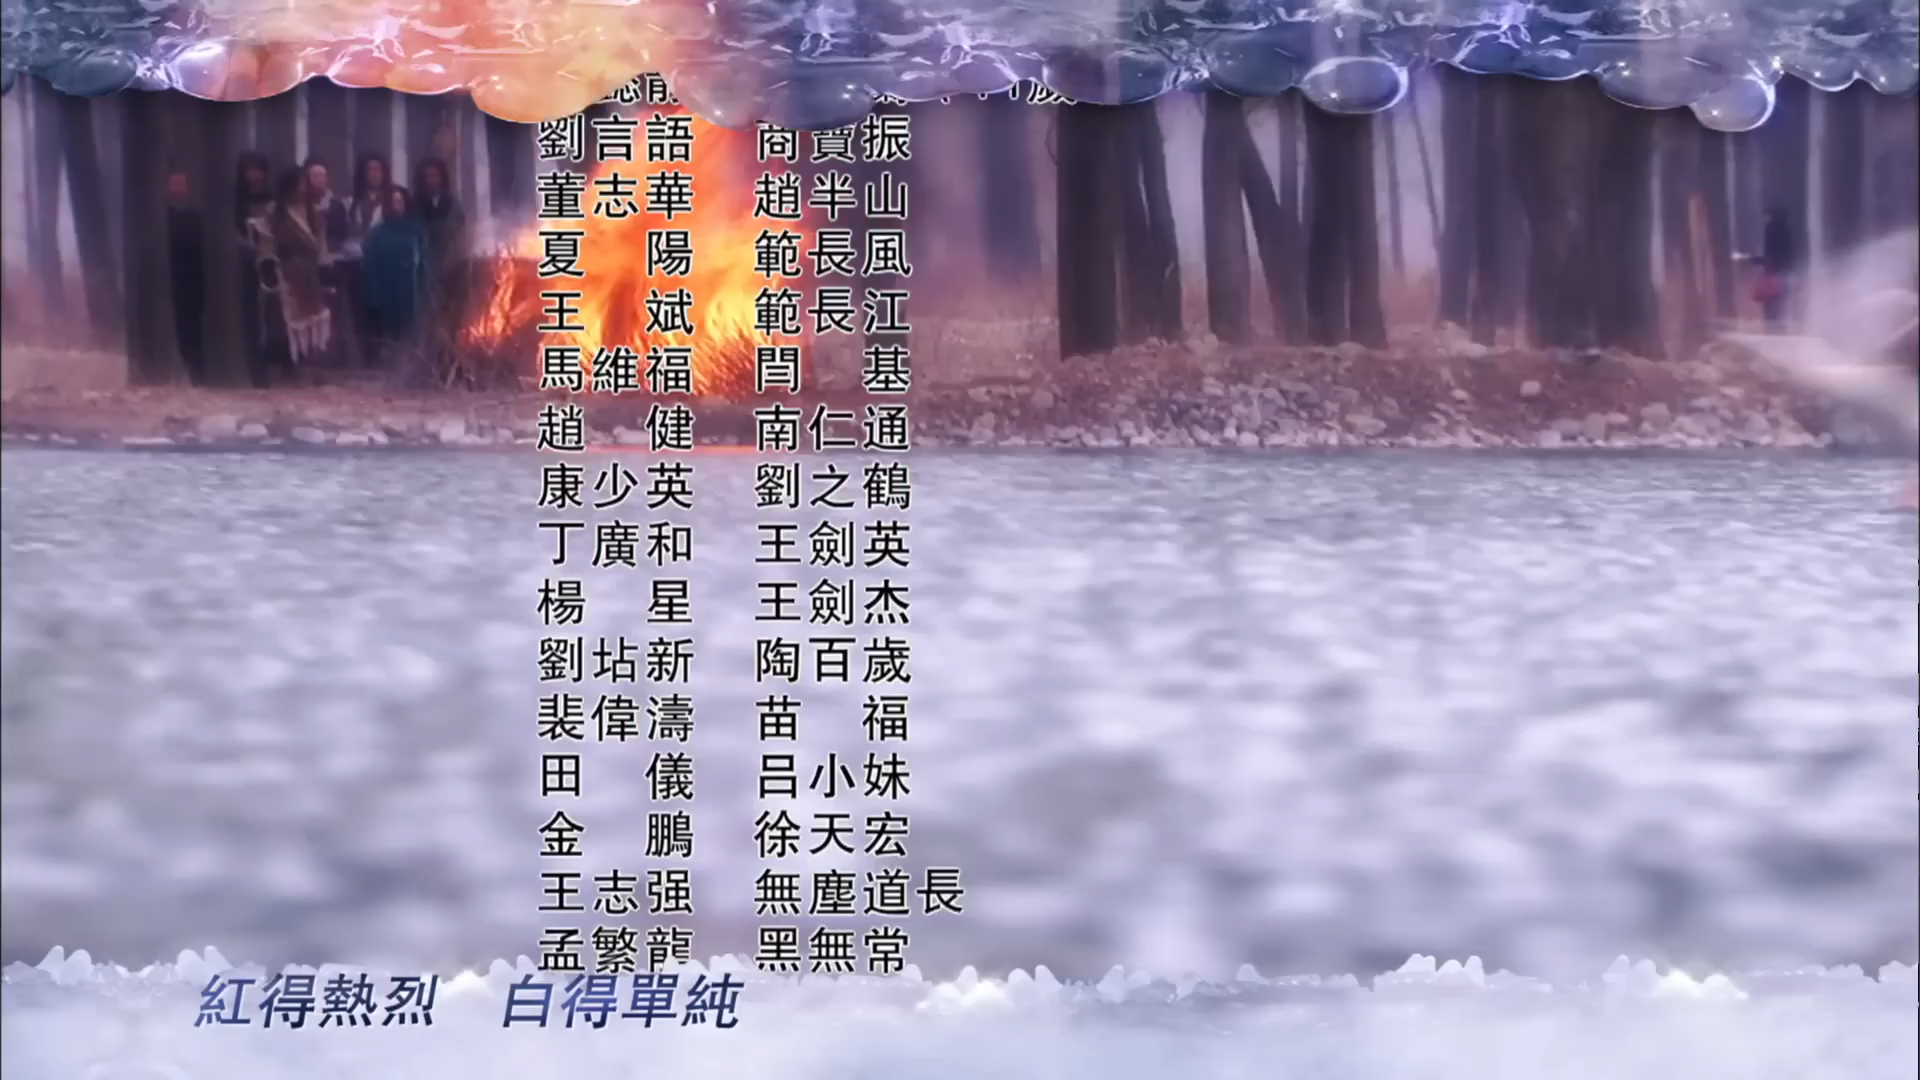 劉言語 商寶振
董志華 趙半山
夏陽 範長風
王斌 範長江
馬維福 閆基
趙健 南仁通
康少英 劉之鶴
丁廣和 王劍英
楊星 王劍杰
劉坫新 陶百歲
裴偉濤 苗福
田儀 吕小妹
金鵬 徐天宏
王志强 無塵道長
孟繁龍 黑無常
紅得熱烈 白得單純